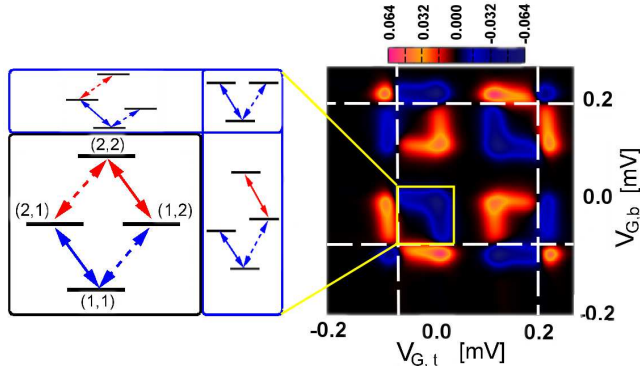 0.064 0.032 0.000 -0.032 -0.064
(2,2)
(2,1) (1,2)
(1,1)
0.2
0.0
-0.2
V_G,b [mV]
-0.2 0.0 0.2
V_G,t [mV]